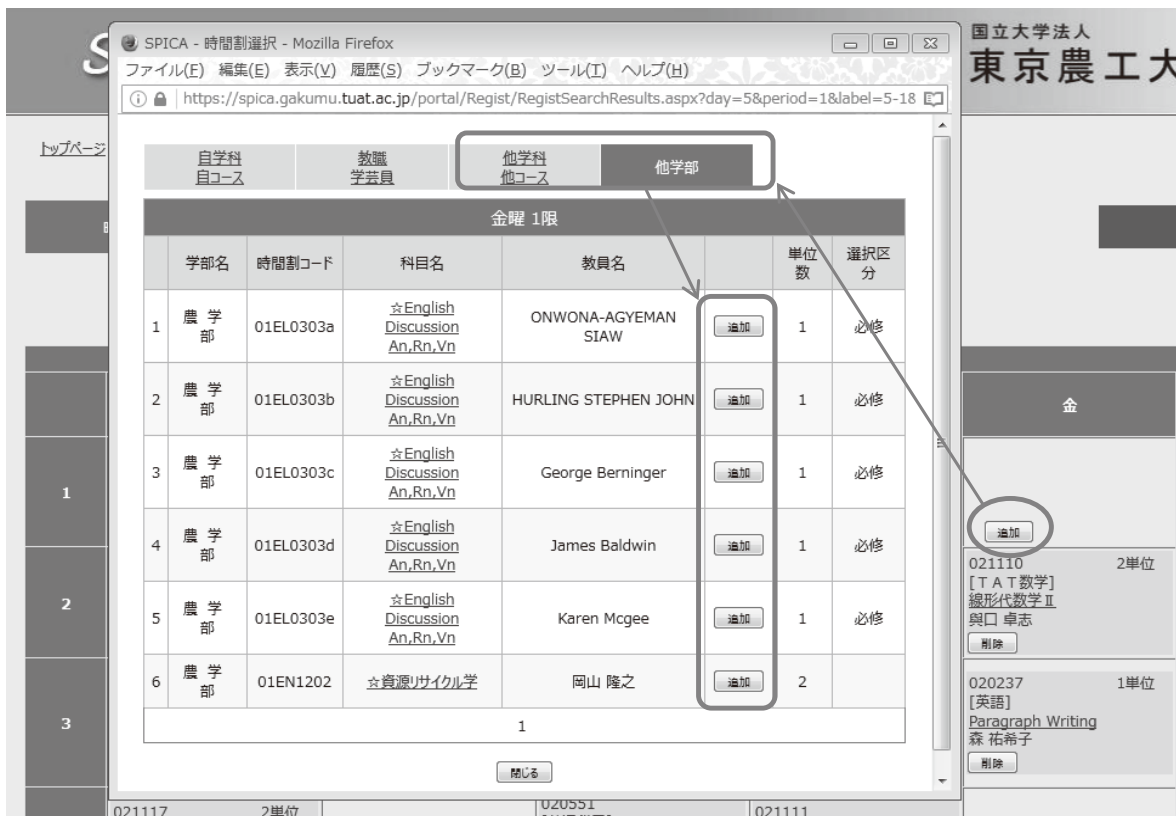 S
国立大学法人
東京農工大
SPICA - 時間割選択 - Mozilla Firefox
ファイル(F) 編集(E) 表示(V) 履歴(S) ブックマーク(B) ツール(T) ヘルプ(H)
https://spica.gakumu.tuat.ac.jp/portal/Regist/RegistSearchResults.aspx?day=5&period=1&label=5-18
トップページ
自学科
自コース
教職
学芸員
他学科
他コース
他学部
金曜 1限
学部名 時間割コード 科目名 教員名 単位数 選択区分
1 農学部 01EL0303a ☆English Discussion An,Rn,Vn ONWONA-AGYEMAN SIAW 追加 1 必修
2 農学部 01EL0303b ☆English Discussion An,Rn,Vn HURLING STEPHEN JOHN 追加 1 必修
3 農学部 01EL0303c ☆English Discussion An,Rn,Vn George Berninger 追加 1 必修
4 農学部 01EL0303d ☆English Discussion An,Rn,Vn James Baldwin 追加 1 必修
5 農学部 01EL0303e ☆English Discussion An,Rn,Vn Karen Mcgee 追加 1 必修
6 農学部 01EN1202 ☆資源リサイクル学 岡山 隆之 追加 2
1
閉じる
金
1
追加
2
021110 2単位
[TAT数学]
線形代数学Ⅱ
與口 卓志
削除
3
020237 1単位
[英語]
Paragraph Writing
森 祐希子
削除
021117 2単位
020551
021111